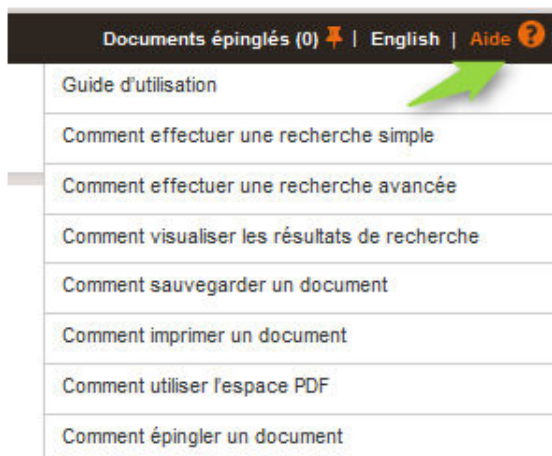 Documents épinglés (0) | English | Aide ?
Guide d'utilisation
Comment effectuer une recherche simple
Comment effectuer une recherche avancée
Comment visualiser les résultats de recherche
Comment sauvegarder un document
Comment imprimer un document
Comment utiliser l'espace PDF
Comment épingler un document